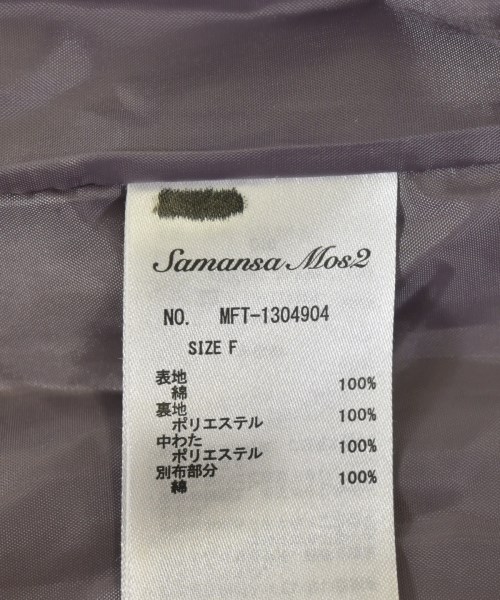 Samansa Mos2
NO. MFT-1304904
SIZE F
表地
綿 100%
裏地
ポリエステル 100%
中わた
ポリエステル 100%
別布部分
綿 100%